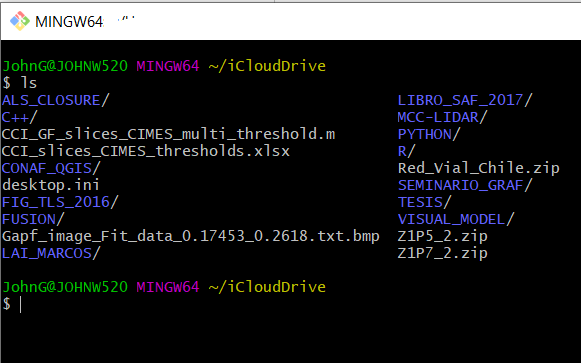 MINGW64
JohnG@JOHNW520 MINGW64 ~/iCloudDrive
$ ls
ALS_CLOSURE/ LIBRO_SAF_2017/
C++/ MCC-LIDAR/
CCI_GF_slices_CIMES_multi_threshold.m PYTHON/
CCI_slices_CIMES_thresholds.xlsx R/
CONAF_QGIS/ Red_Vial_Chile.zip
desktop.ini SEMINARIO_GRAF/
FIG_TLS_2016/ TESIS/
FUSION/ VISUAL_MODEL/
Gapf_image_Fit_data_0.17453_0.2618.txt.bmp Z1P5_2.zip
LAI_MARCOS/ Z1P7_2.zip
JohnG@JOHNW520 MINGW64 ~/iCloudDrive
$